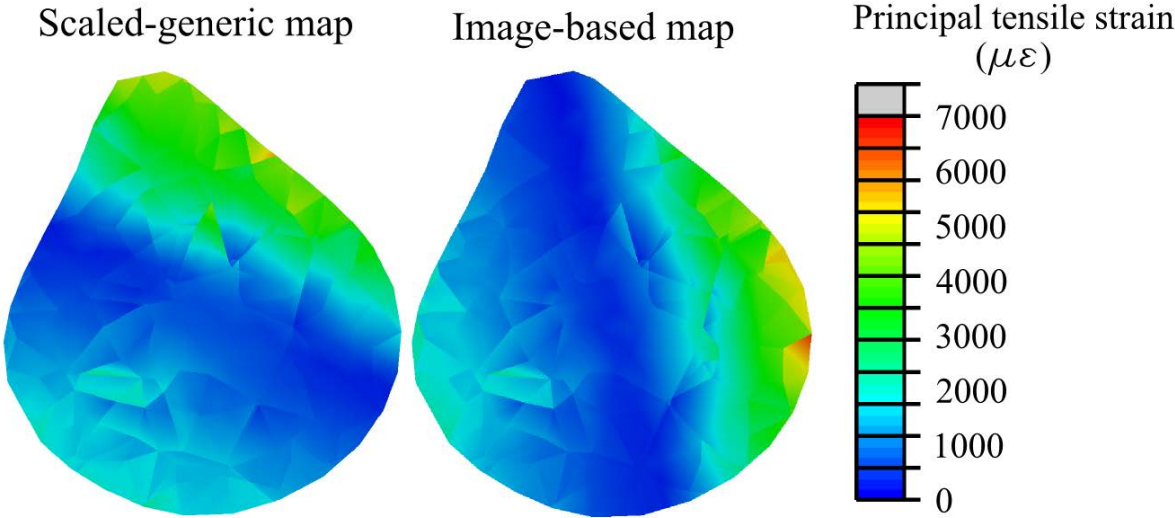 Scaled-generic map
Image-based map
Principal tensile strain
(με)
7000
6000
5000
4000
3000
2000
1000
0